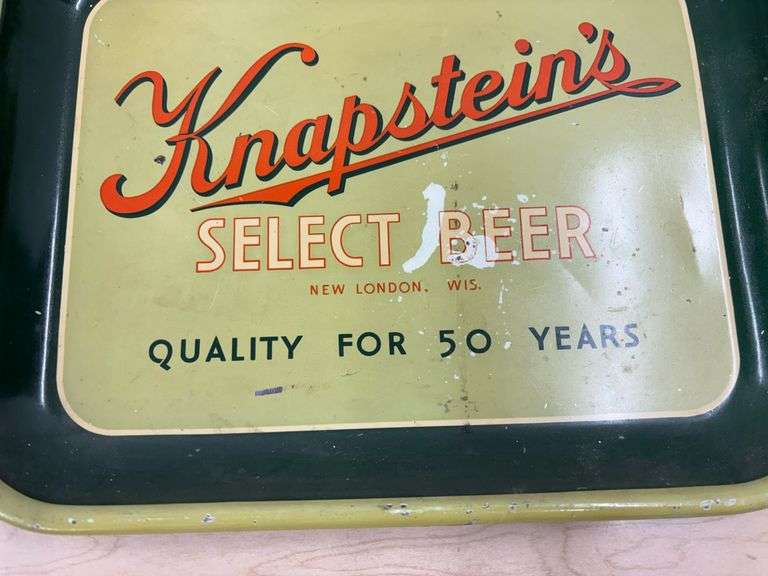 Knapstein's
SELECT BEER
NEW LONDON, WIS.
QUALITY FOR 50 YEARS